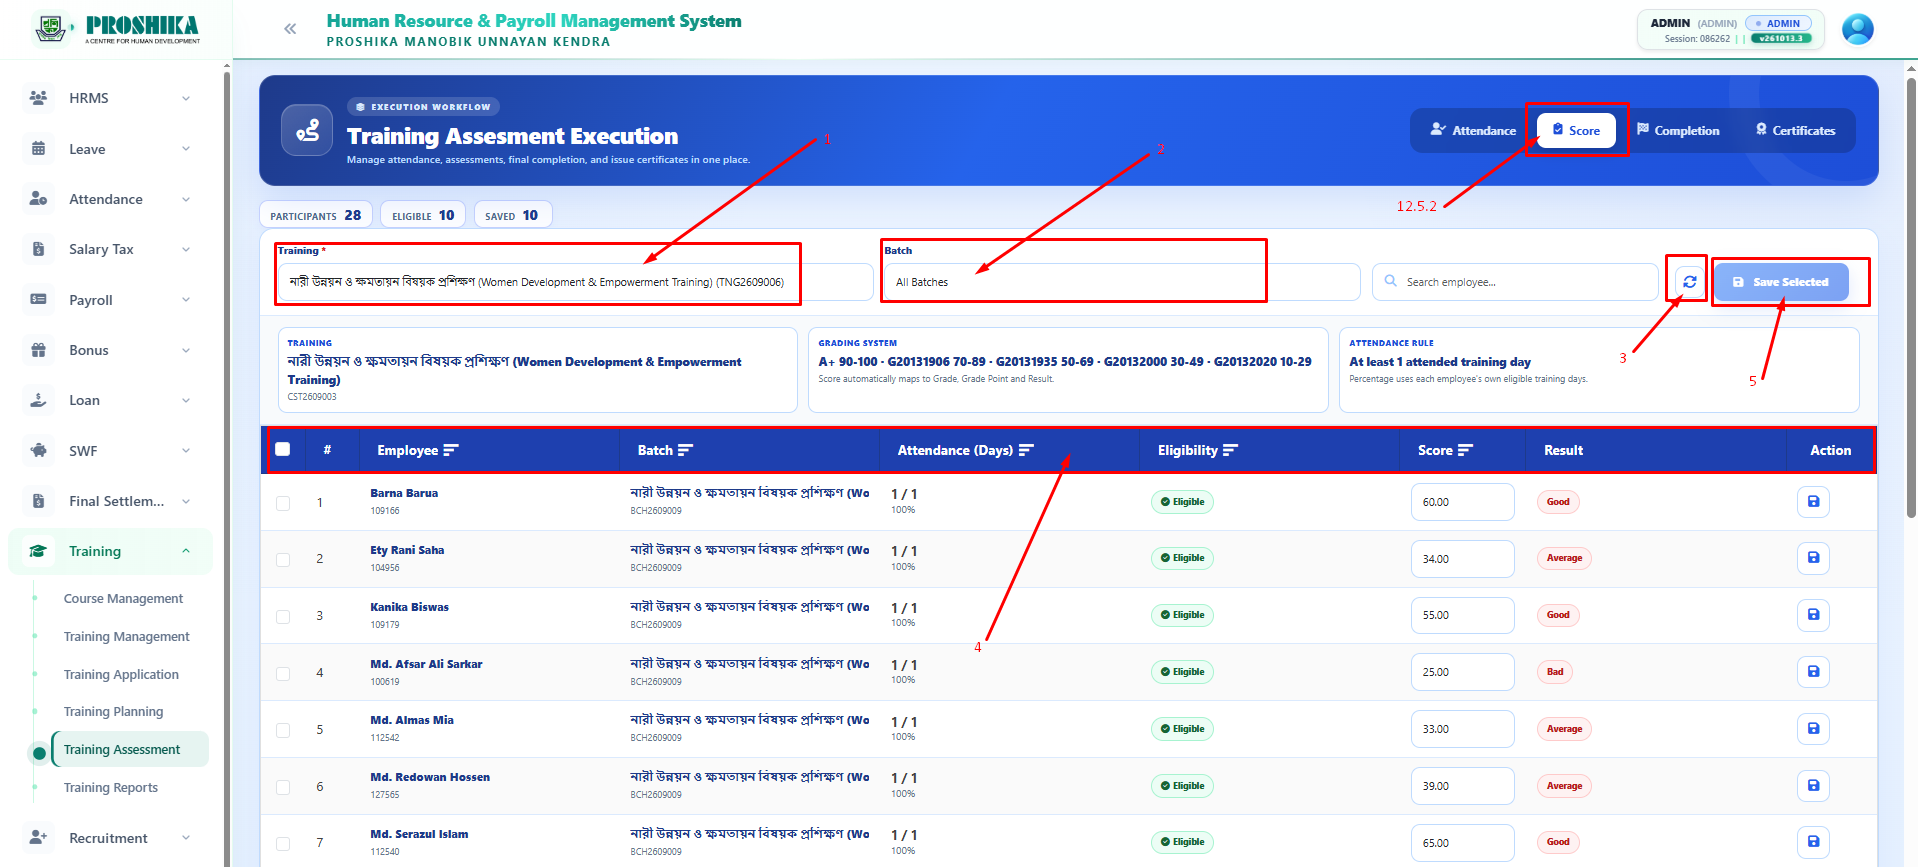 PROSHIKA
A CENTRE FOR HUMAN DEVELOPMENT
Human Resource & Payroll Management System
PROSHIKA MANOBIK UNNAYAN KENDRA
ADMIN (ADMIN) ADMIN
Session: 086262 | | v261013.3
HRMS
Leave
Attendance
Salary Tax
Payroll
Bonus
Loan
SWF
Final Settlem...
Training
Course Management
Training Management
Training Application
Training Planning
Training Assessment
Training Reports
Recruitment
EXECUTION WORKFLOW
Training Assesment Execution
Manage attendance, assessments, final completion, and issue certificates in one place.
Attendance
Score
Completion
Certificates
1
2
12.5.2
PARTICIPANTS 28
ELIGIBLE 10
SAVED 10
Training *
নারী উন্নয়ন ও ক্ষমতায়ন বিষয়ক প্রশিক্ষণ (Women Development & Empowerment Training) (TNG2609006)
Batch
All Batches
Search employee...
Save Selected
3
5
TRAINING
নারী উন্নয়ন ও ক্ষমতায়ন বিষয়ক প্রশিক্ষণ (Women Development & Empowerment
Training)
CST2609003
GRADING SYSTEM
A+ 90-100 · G20131906 70-89 · G20131935 50-69 · G20132000 30-49 · G20132020 10-29
Score automatically maps to Grade, Grade Point and Result.
ATTENDANCE RULE
At least 1 attended training day
Percentage uses each employee's own eligible training days.
# Employee Batch Attendance (Days) Eligibility Score Result Action
1 Barna Barua নারী উন্নয়ন ও ক্ষমতায়ন বিষয়ক প্রশিক্ষণ (Wo 1 / 1 Eligible 60.00 Good
109166 BCH2609009 100%
2 Ety Rani Saha নারী উন্নয়ন ও ক্ষমতায়ন বিষয়ক প্রশিক্ষণ (Wo 1 / 1 Eligible 34.00 Average
104956 BCH2609009 100%
3 Kanika Biswas নারী উন্নয়ন ও ক্ষমতায়ন বিষয়ক প্রশিক্ষণ (Wo 1 / 1 Eligible 55.00 Good
109179 BCH2609009 100%
4
4 Md. Afsar Ali Sarkar নারী উন্নয়ন ও ক্ষমতায়ন বিষয়ক প্রশিক্ষণ (Wo 1 / 1 Eligible 25.00 Bad
100619 BCH2609009 100%
5 Md. Almas Mia নারী উন্নয়ন ও ক্ষমতায়ন বিষয়ক প্রশিক্ষণ (Wo 1 / 1 Eligible 33.00 Average
112542 BCH2609009 100%
6 Md. Redowan Hossen নারী উন্নয়ন ও ক্ষমতায়ন বিষয়ক প্রশিক্ষণ (Wo 1 / 1 Eligible 39.00 Average
127565 BCH2609009 100%
7 Md. Serazul Islam নারী উন্নয়ন ও ক্ষমতায়ন বিষয়ক প্রশিক্ষণ (Wo 1 / 1 Eligible 65.00 Good
112540 BCH2609009 100%